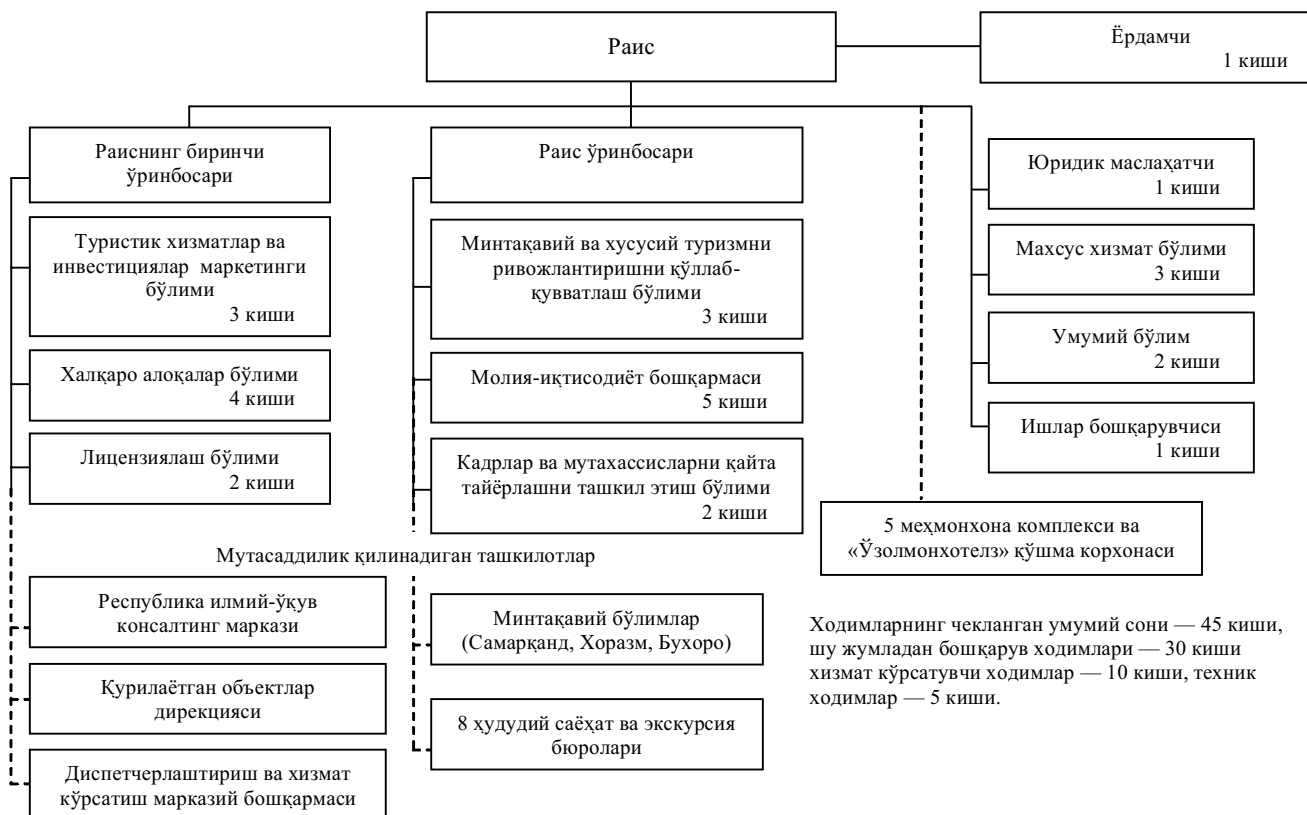 Раис
Ёрдамчи
1 киши
Раиснинг биринчи
ўринбосари
Раис ўринбосари
Юридик маслаҳатчи
1 киши
Туристик хизматлар ва
инвестициялар маркетинги
бўлими
3 киши
Минтақавий ва хусусий туризмни
ривожлантиришни қўллаб-
қувватлаш бўлими
3 киши
Махсус хизмат бўлими
3 киши
Умумий бўлим
2 киши
Халқаро алоқалар бўлими
4 киши
Молия-иқтисодиёт бошқармаси
5 киши
Ишлар бошқарувчиси
1 киши
Лицензиялаш бўлими
2 киши
Кадрлар ва мутахассисларни қайта
тайёрлашни ташкил этиш бўлими
2 киши
5 меҳмонхона комплекси ва
«Ўзолмонхотелз» қўшма корхонаси
Мутасаддилик қилинадиган ташкилотлар
Республика илмий-ўқув
консалтинг маркази
Минтақавий бўлимлар
(Самарқанд, Хоразм, Бухоро)
Қурилаётган объектлар
дирекцияси
8 ҳудудий саёҳат ва экскурсия
бюролари
Диспетчерлаштириш ва хизмат
кўрсатиш марказий бошқармаси
Ходимларнинг чекланган умумий сони — 45 киши,
шу жумладан бошқарув ходимлари — 30 киши
хизмат кўрсатувчи ходимлар — 10 киши, техник
ходимлар — 5 киши.